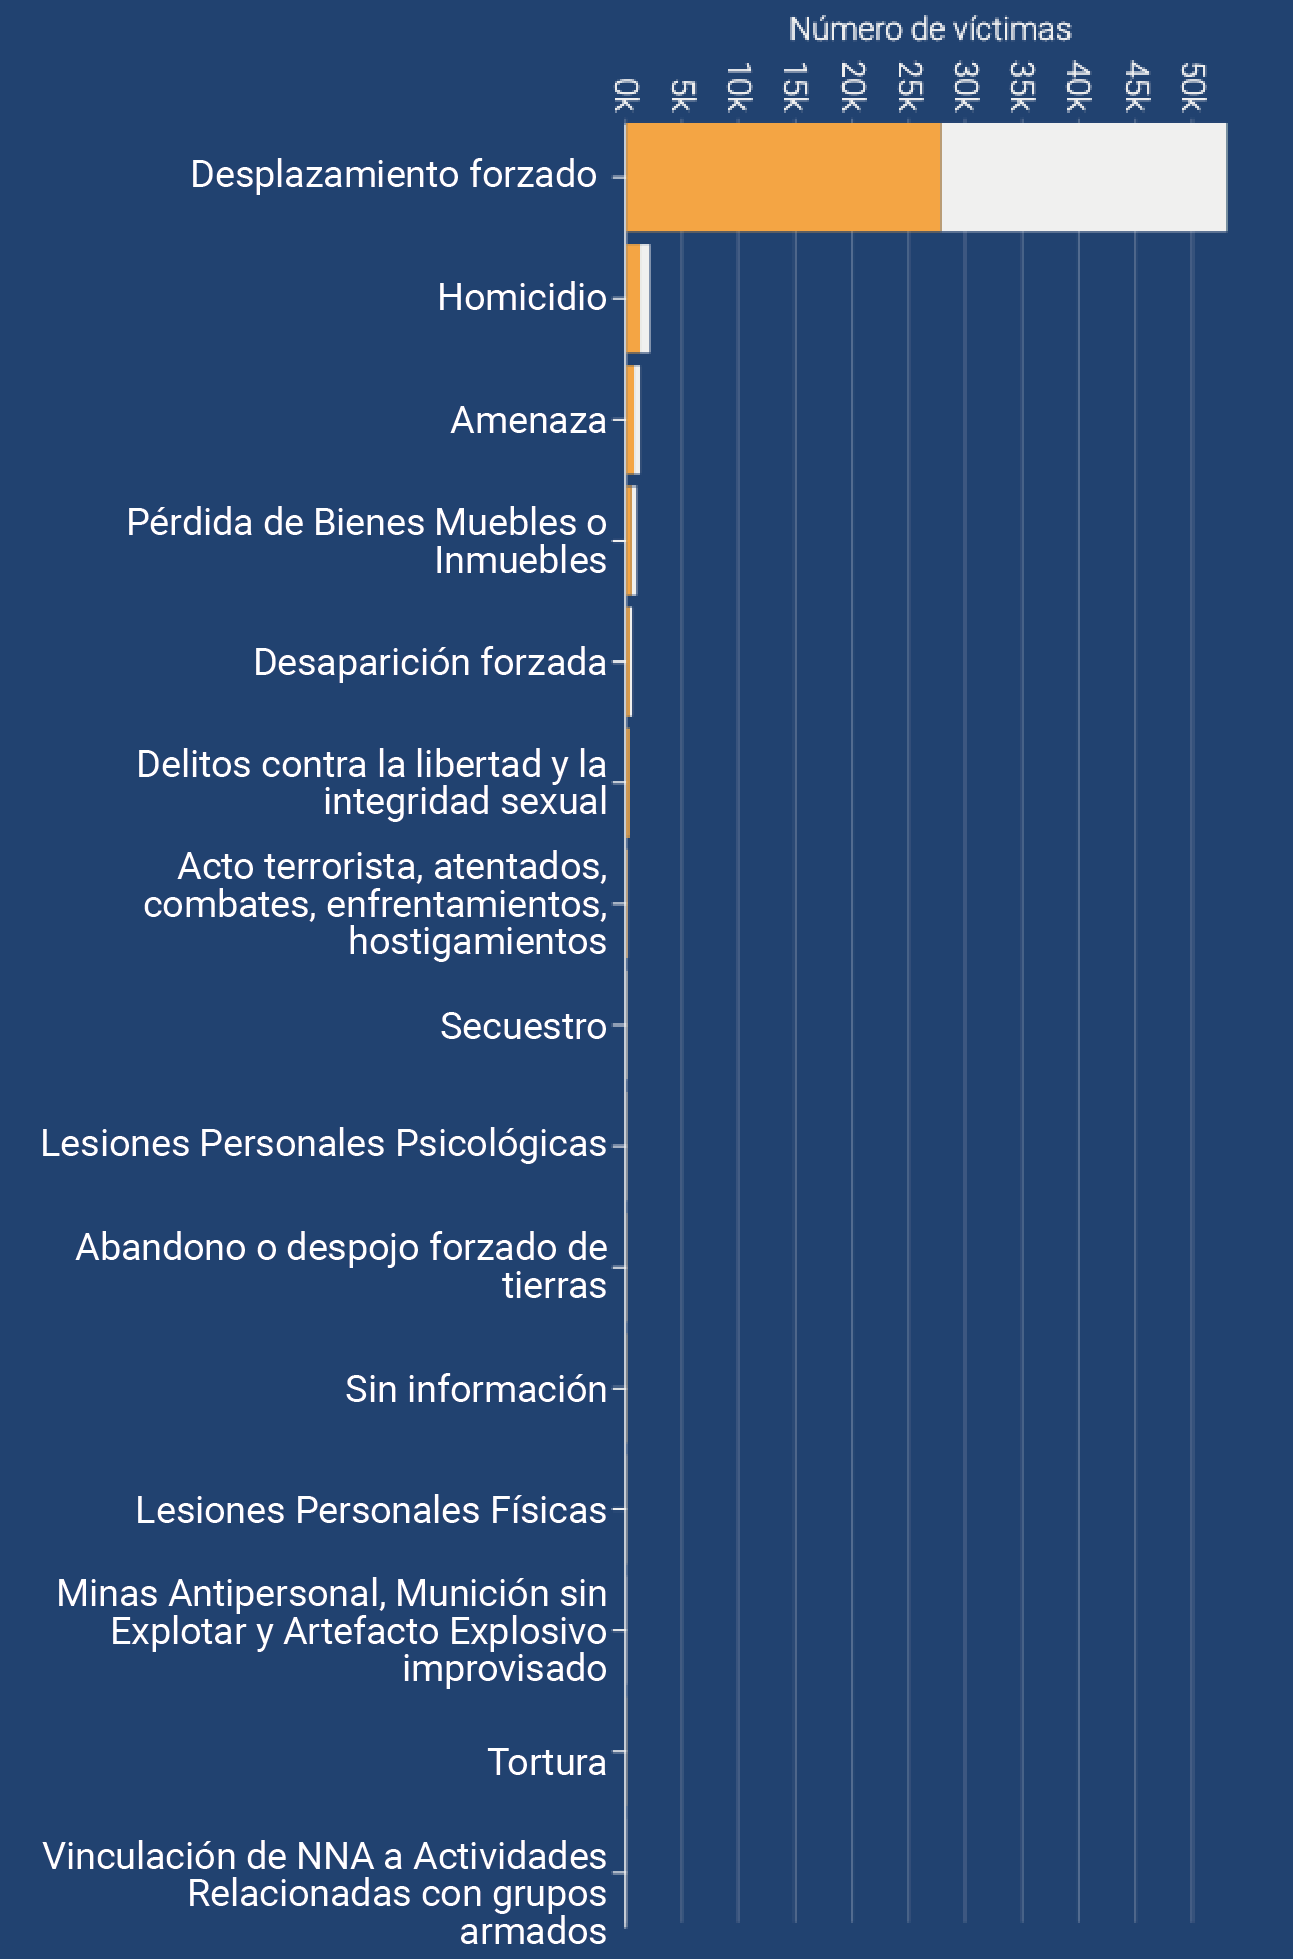 Número de víctimas
0k
5k
10k
15k
20k
25k
30k
35k
40k
45k
50k
Desplazamiento forzado
Homicidio
Amenaza
Pérdida de Bienes Muebles o
Inmuebles
Desaparición forzada
Delitos contra la libertad y la
integridad sexual
Acto terrorista, atentados,
combates, enfrentamientos,
hostigamientos
Secuestro
Lesiones Personales Psicológicas
Abandono o despojo forzado de
tierras
Sin información
Lesiones Personales Físicas
Minas Antipersonal, Munición sin
Explotar y Artefacto Explosivo
improvisado
Tortura
Vinculación de NNA a Actividades
Relacionadas con grupos
armados